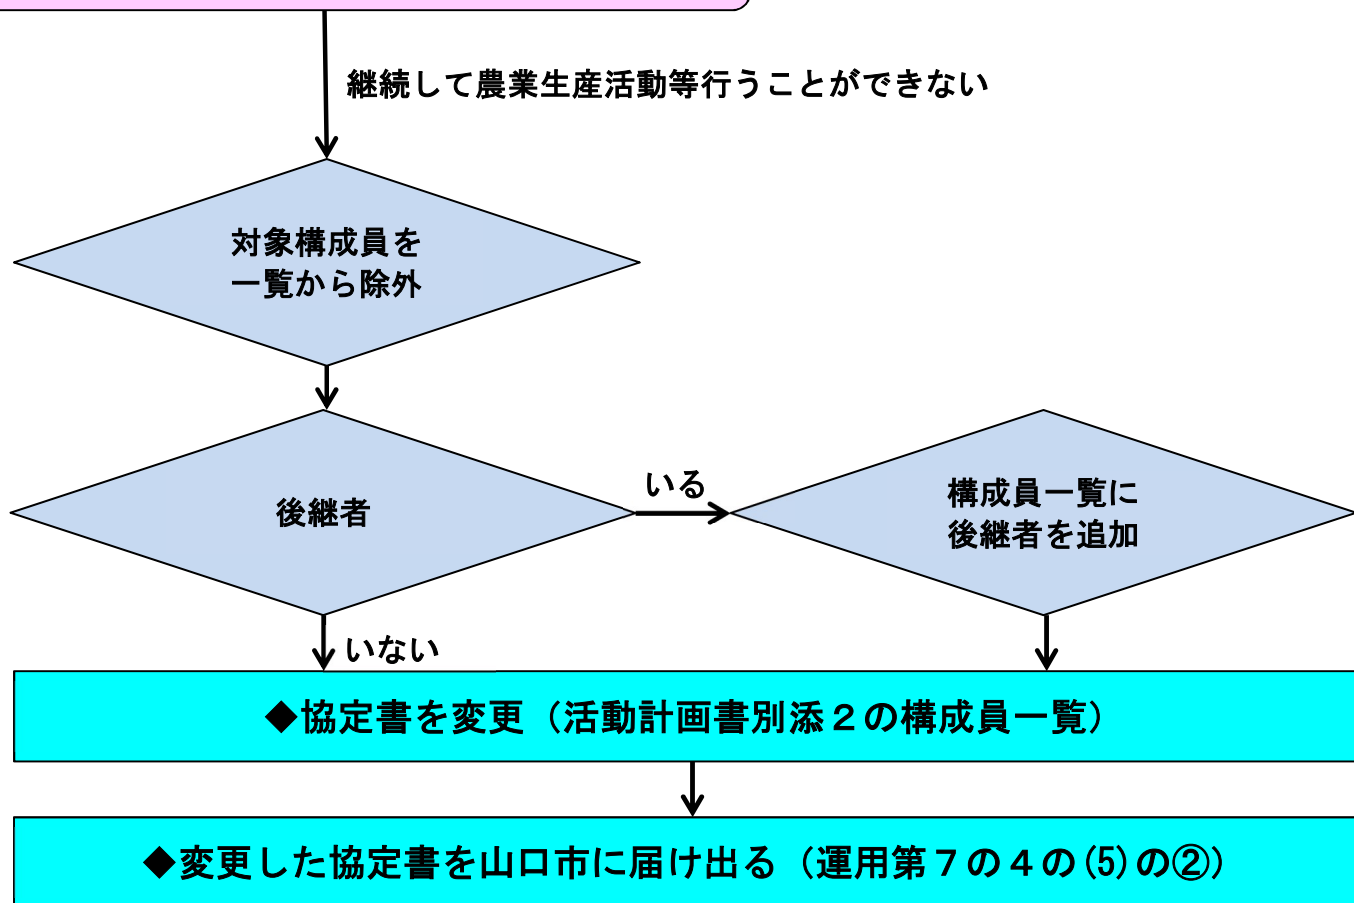 継続して農業生産活動等行うことができない
対象構成員を
一覧から除外
後継者
いる
構成員一覧に
後継者を追加
いない
◆協定書を変更（活動計画書別添２の構成員一覧）
◆変更した協定書を山口市に届け出る（運用第７の４の(5)の②）